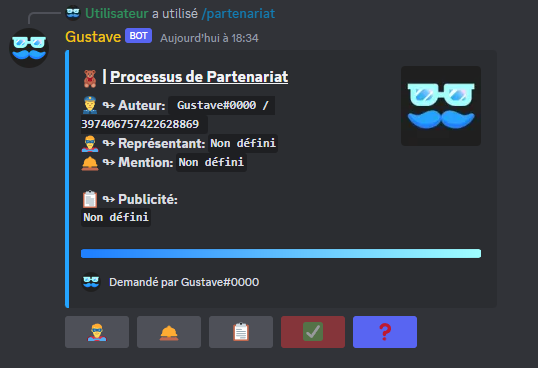 Utilisateur a utilisé /partenariat
Gustave BOT Aujourd'hui à 18:34
| Processus de Partenariat
↬ Auteur: Gustave#0000 /
397406757422628869
↬ Représentant: Non défini
↬ Mention: Non défini
↬ Publicité:
Non défini
Demandé par Gustave#0000